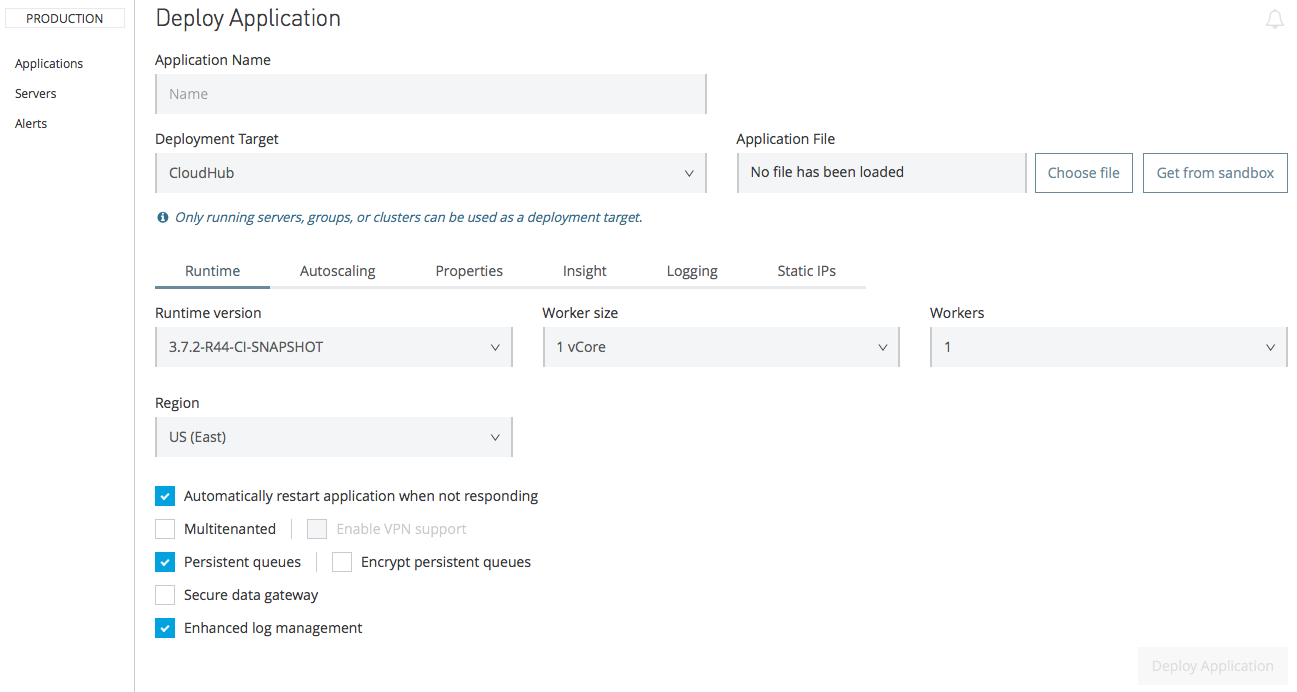 PRODUCTION
Applications
Servers
Alerts
Deploy Application
Application Name
Name
Deployment Target
Application File
CloudHub
No file has been loaded
Choose file
Get from sandbox
Only running servers, groups, or clusters can be used as a deployment target.
Runtime Autoscaling Properties Insight Logging Static IPs
Runtime version
Worker size
Workers
3.7.2-R44-CI-SNAPSHOT
1 vCore
1
Region
US (East)
Automatically restart application when not responding
Multitenanted
Enable VPN support
Persistent queues
Encrypt persistent queues
Secure data gateway
Enhanced log management
Deploy Application